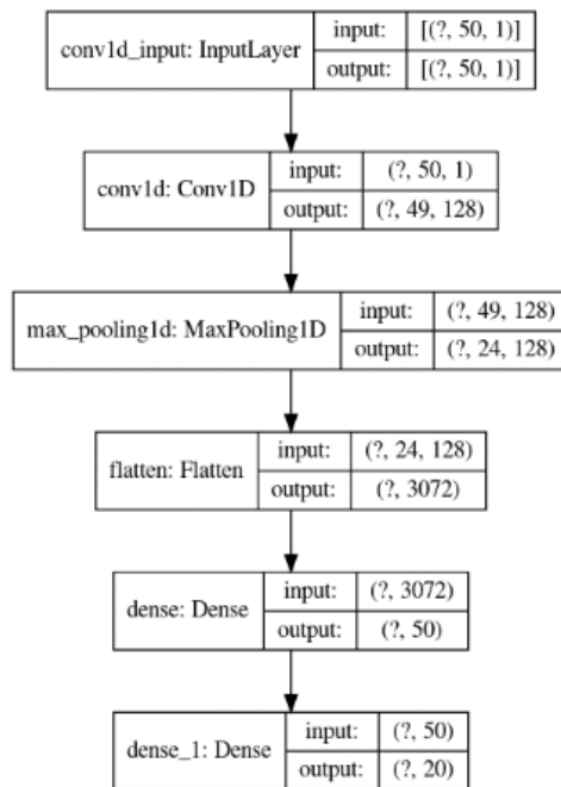 conv1d_input: InputLayer
input: [(?, 50, 1)]
output: [(?, 50, 1)]
conv1d: Conv1D
input: (?, 50, 1)
output: (?, 49, 128)
max_pooling1d: MaxPooling1D
input: (?, 49, 128)
output: (?, 24, 128)
flatten: Flatten
input: (?, 24, 128)
output: (?, 3072)
dense: Dense
input: (?, 3072)
output: (?, 50)
dense_1: Dense
input: (?, 50)
output: (?, 20)